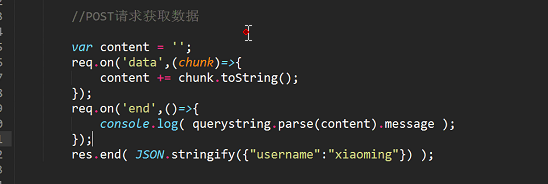 //POST请求获取数据
var content = '';
req.on('data',(chunk)=>{
content += chunk.toString();
});
req.on('end',()=>{
console.log( querystring.parse(content).message );
});
res.end( JSON.stringify({"username":"xiaoming"}) );